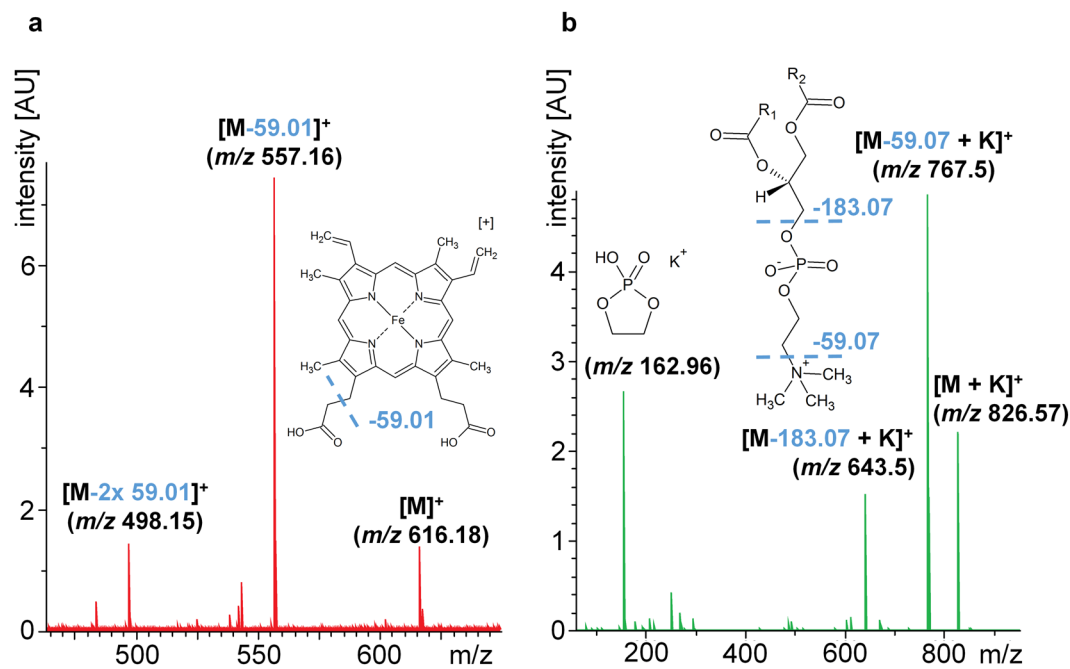 a
intensity [AU]
6
4
2
0
500
550
600
m/z
[M-59.01]⁺
(m/z 557.16)
[M-2x 59.01]⁺
(m/z 498.15)
[M]⁺
(m/z 616.18)
[+]
H₂C
CH₃
CH₂
H₃C
N
N
Fe
N
N
H₃C
CH₃
-59.01
HO
O
HO
O
b
intensity [AU]
4
3
2
1
0
200
400
600
800
m/z
R₂
R₁
O
O
O
O
H
-183.07
O
O⁻
P
O
O
-59.07
N⁺
CH₃
H₃C
CH₃
HO
O
K⁺
P
O
O
(m/z 162.96)
[M-59.07 + K]⁺
(m/z 767.5)
[M + K]⁺
(m/z 826.57)
[M-183.07 + K]⁺
(m/z 643.5)